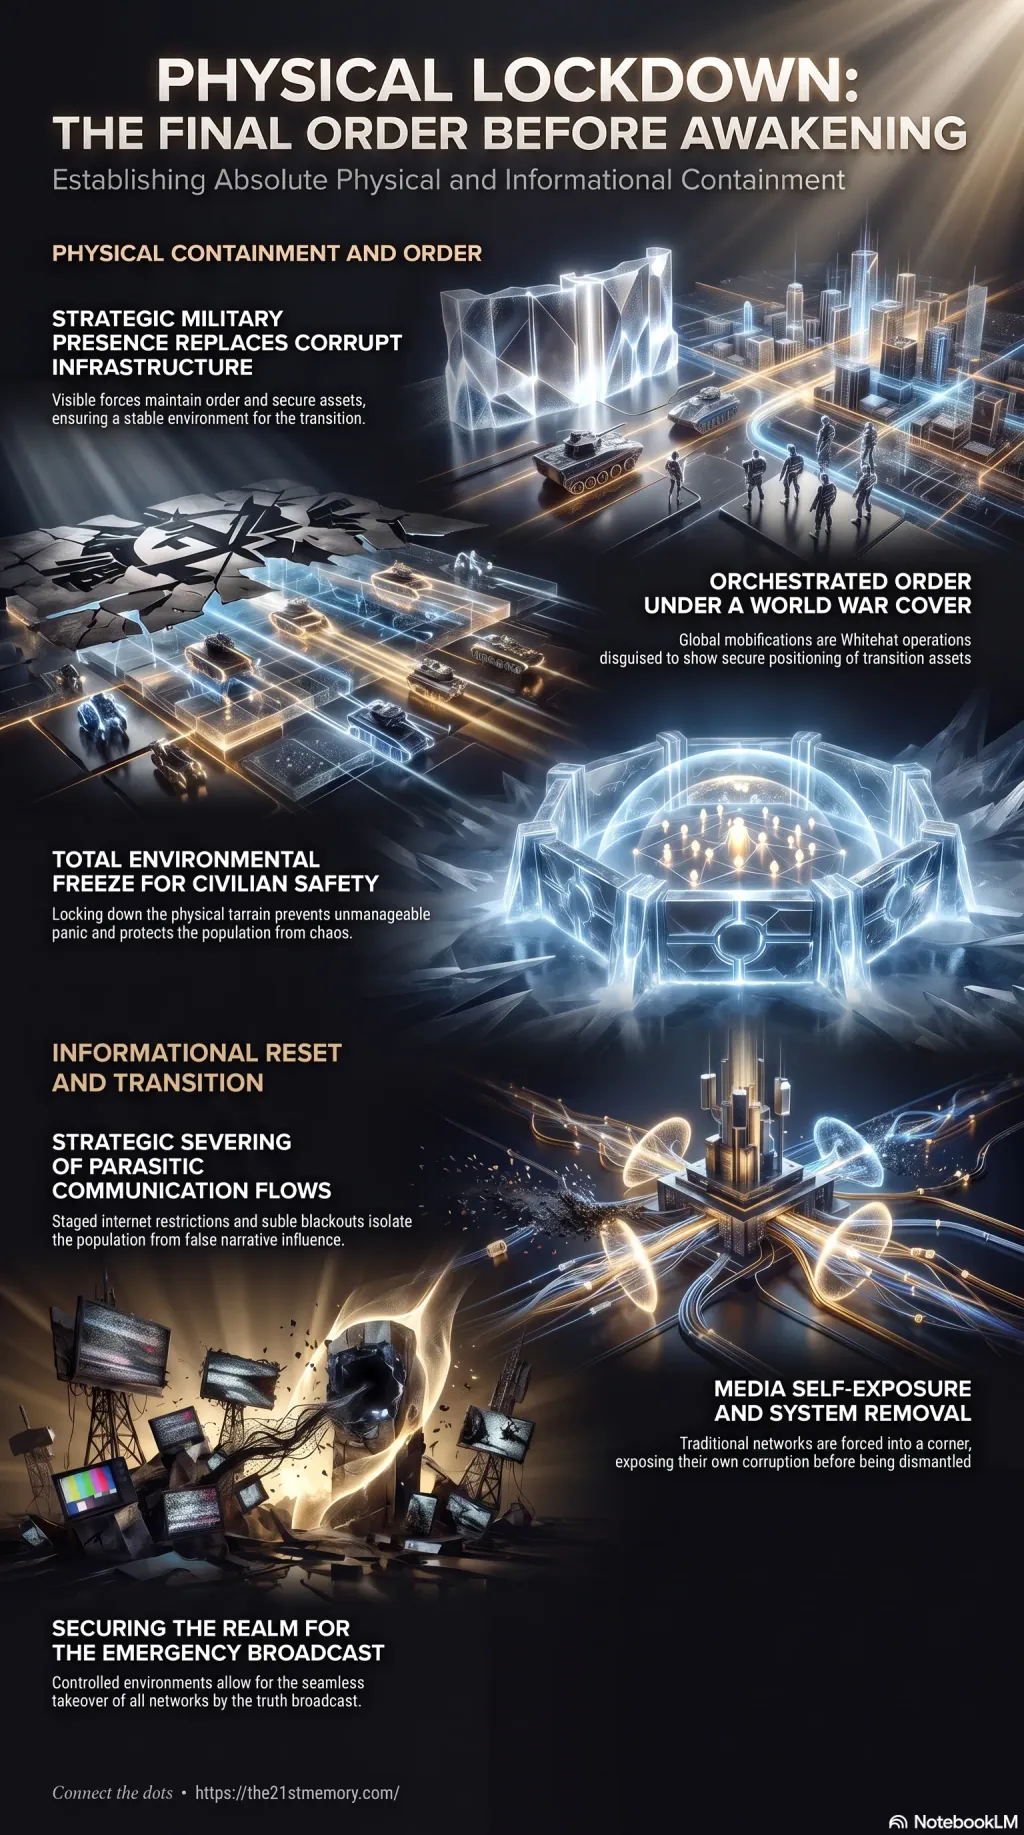 PHYSICAL LOCKDOWN:
THE FINAL ORDER BEFORE AWAKENING
Establishing Absolute Physical and Informational Containment
PHYSICAL CONTAINMENT AND ORDER
STRATEGIC MILITARY
PRESENCE REPLACES CORRUPT
INFRASTRUCTURE
Visible forces maintain order and secure assets,
ensuring a stable environment for the transition.
ORCHESTRATED ORDER
UNDER A WORLD WAR COVER
Global mobifications are Whitehat operations
disguised to show secure positioning of transition assets
TOTAL ENVIRONMENTAL
FREEZE FOR CIVILIAN SAFETY
Locking down the physical tarrain prevents unmanageable
panic and protects the population from chaos.
INFORMATIONAL RESET
AND TRANSITION
STRATEGIC SEVERING
OF PARASITIC
COMMUNICATION FLOWS
Staged internet restrictions and suble blackouts isolate
the population from false narrative influence.
MEDIA SELF-EXPOSURE
AND SYSTEM REMOVAL
Traditional networks are forced into a corner,
exposing their own corruption before being dismantled
SECURING THE REALM FOR
THE EMERGENCY BROADCAST
Controlled environments allow for the seamless
takeover of all networks by the truth broadcast.
Connect the dots • https://the21stmemory.com/
NotebookLM